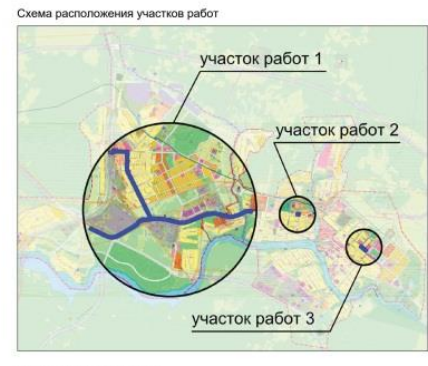 Схема расположения участков работ
участок работ 1
участок работ 2
участок работ 3